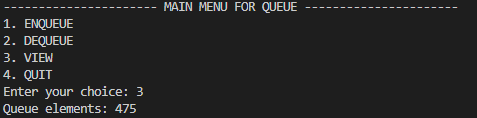 ---------------------- MAIN MENU FOR QUEUE ----------------------
1. ENQUEUE
2. DEQUEUE
3. VIEW
4. QUIT
Enter your choice: 3
Queue elements: 475